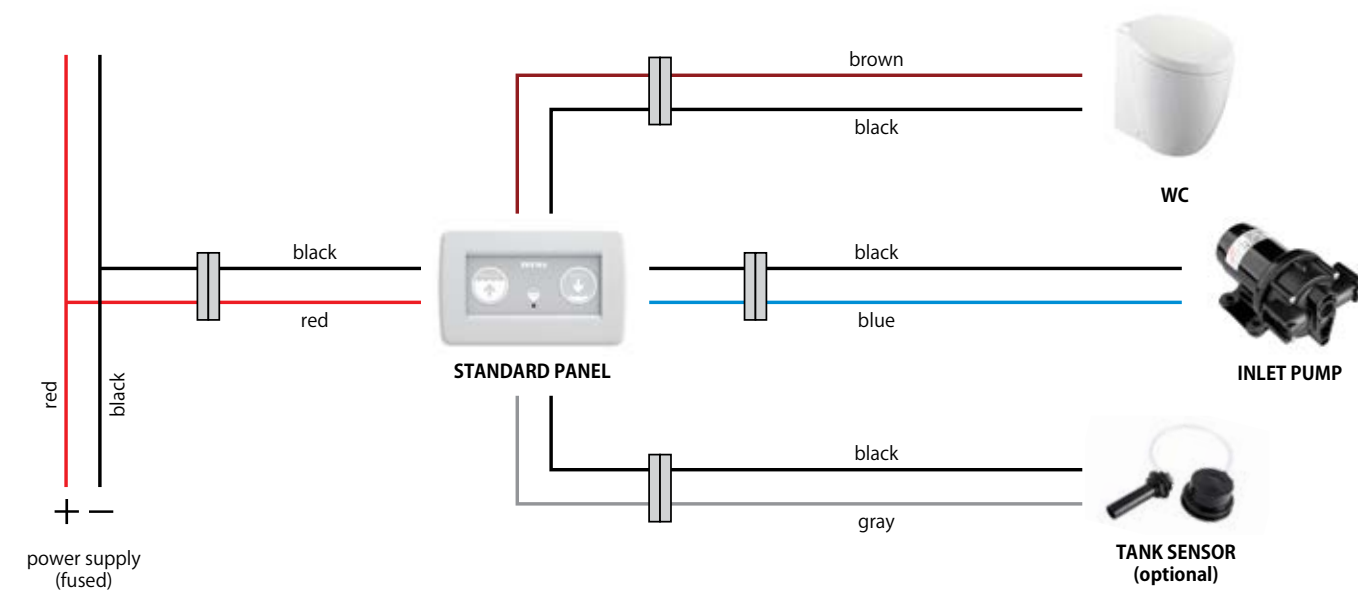 brown
black
WC
black
red
STANDARD PANEL
black
blue
INLET PUMP
red
black
black
gray
TANK SENSOR
(optional)
+ −
power supply
(fused)